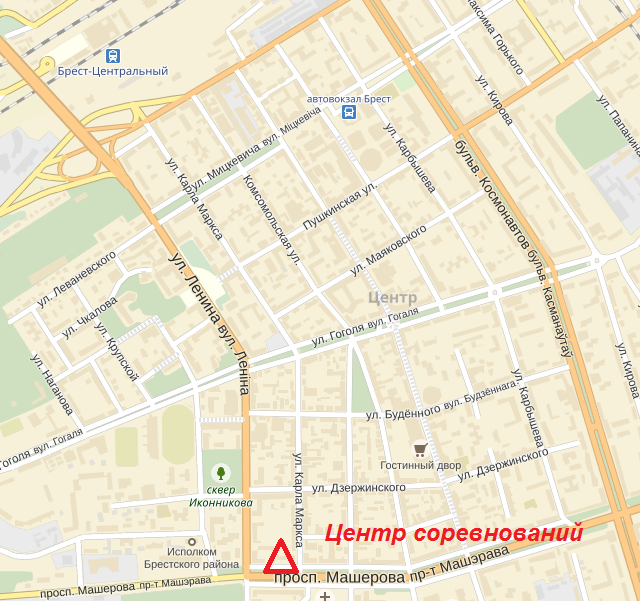 Максима Горького
Брест-Центральный
ул. Кирова
автовокзал Брест
ул. Папанина
ул. Карбышева
ул. Мицкевича вул. Міцкевіча
бульв. Космонавтов бульв. Касманаўтаў
ул. Карла Маркса
Комсомольская ул.
Пушкинская ул.
ул. Маяковского
ул. Леваневского
ул. Ленина вул. Леніна
ул. Чкалова
Центр
ул. Гоголя вул. Гогаля
ул. Крупской
ул. Наганова
ул. Кирова
ул. Карбышева
ул. Будённого вул. Будзённага
Гоголя вул. Гогаля
Гостинный двор
ул. Дзержинского
ул. Карла Маркса
ул. Дзержинского
сквер
Иконникова
Центр соревнований
Исполком
Брестского района
просп. Машерова пр-т Машэрава
просп. Машерова пр-т Машэрава